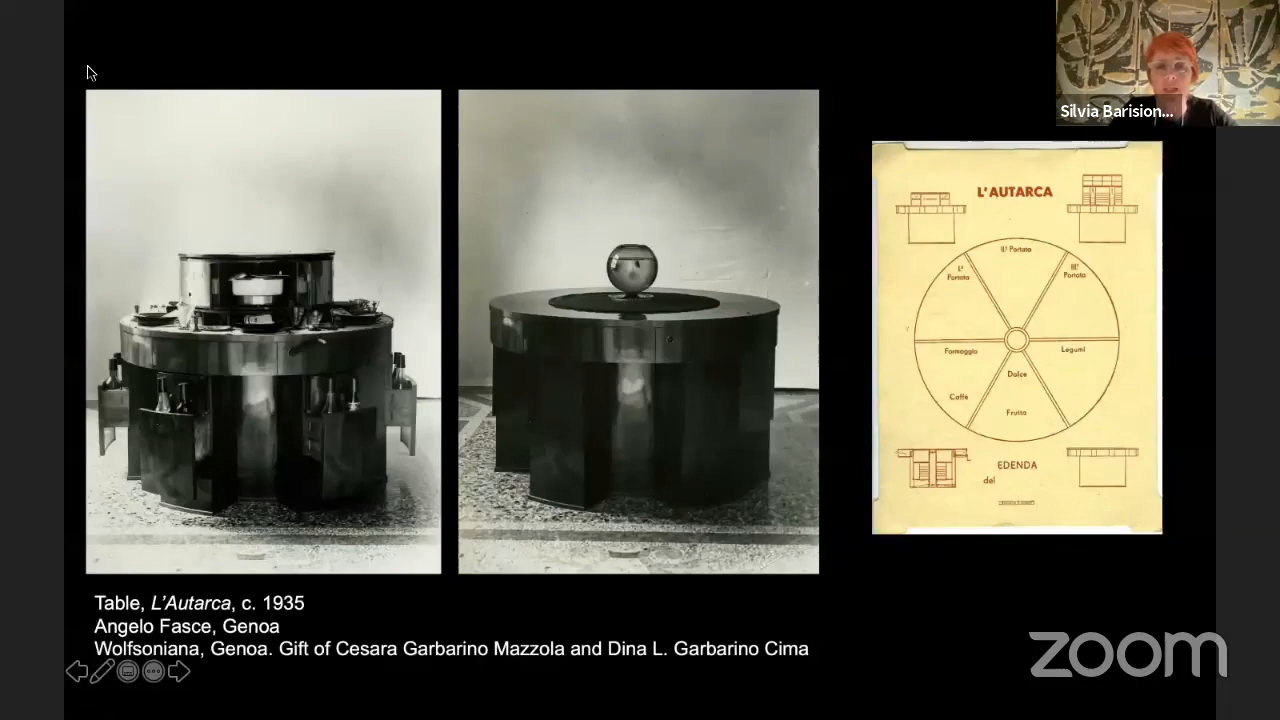 Silvia Barision...
L'AUTARCA
II.ª Portata
I.ª
Portata
III.ª
Portata
Formaggio
Legumi
Dolce
Caffè
Frutta
EDENDA
del
Table, L'Autarca, c. 1935
Angelo Fasce, Genoa
Wolfsoniana, Genoa. Gift of Cesara Garbarino Mazzola and Dina L. Garbarino Cima
zoom